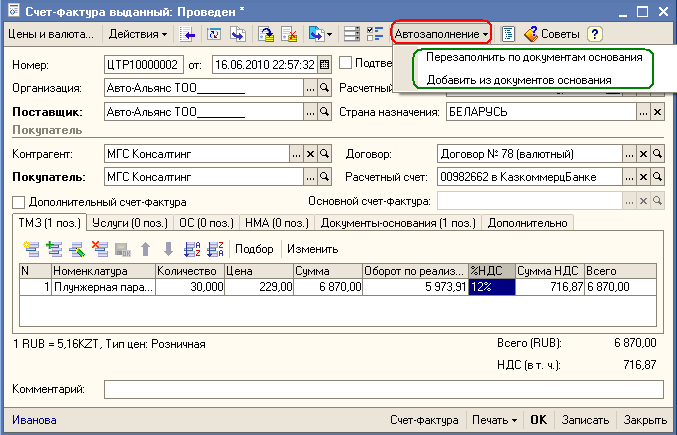 Счет-фактура выданный: Проведен *
Цены и валюта... Действия Автозаполнение Советы ?
Перезаполнить по документам основания
Добавить из документов основания
Номер: ЦТР10000002 от: 16.06.2010 22:57:32 Подтве
Организация: Авто-Альянс ТОО_______ ... Расчетный
Поставщик: Авто-Альянс ТОО_______ ... Страна назначения: БЕЛАРУСЬ ...
Покупатель
Контрагент: МГС Консалтинг ... Договор: Договор № 78 (валютный) ...
Покупатель: МГС Консалтинг ... Расчетный счет: 00982662 в КазкоммерцБанке ...
Дополнительный счет-фактура Основной счет-фактура: ...
ТМЗ (1 поз.) Услуги (0 поз.) ОС (0 поз.) НМА (0 поз.) Документы-основания (1 поз.) Дополнительно
Подбор Изменить
N Номенклатура Количество Цена Сумма Оборот по реализ... %НДС Сумма НДС Всего
1 Плунжерная пара... 30,000 229,00 6 870,00 5 973,91 12% 716,87 6 870,00
1 RUB = 5,16KZT, Тип цен: Розничная Всего (RUB): 6 870,00
НДС (в т. ч.): 716,87
Комментарий:
Иванова Счет-фактура Печать OK Записать Закрыть